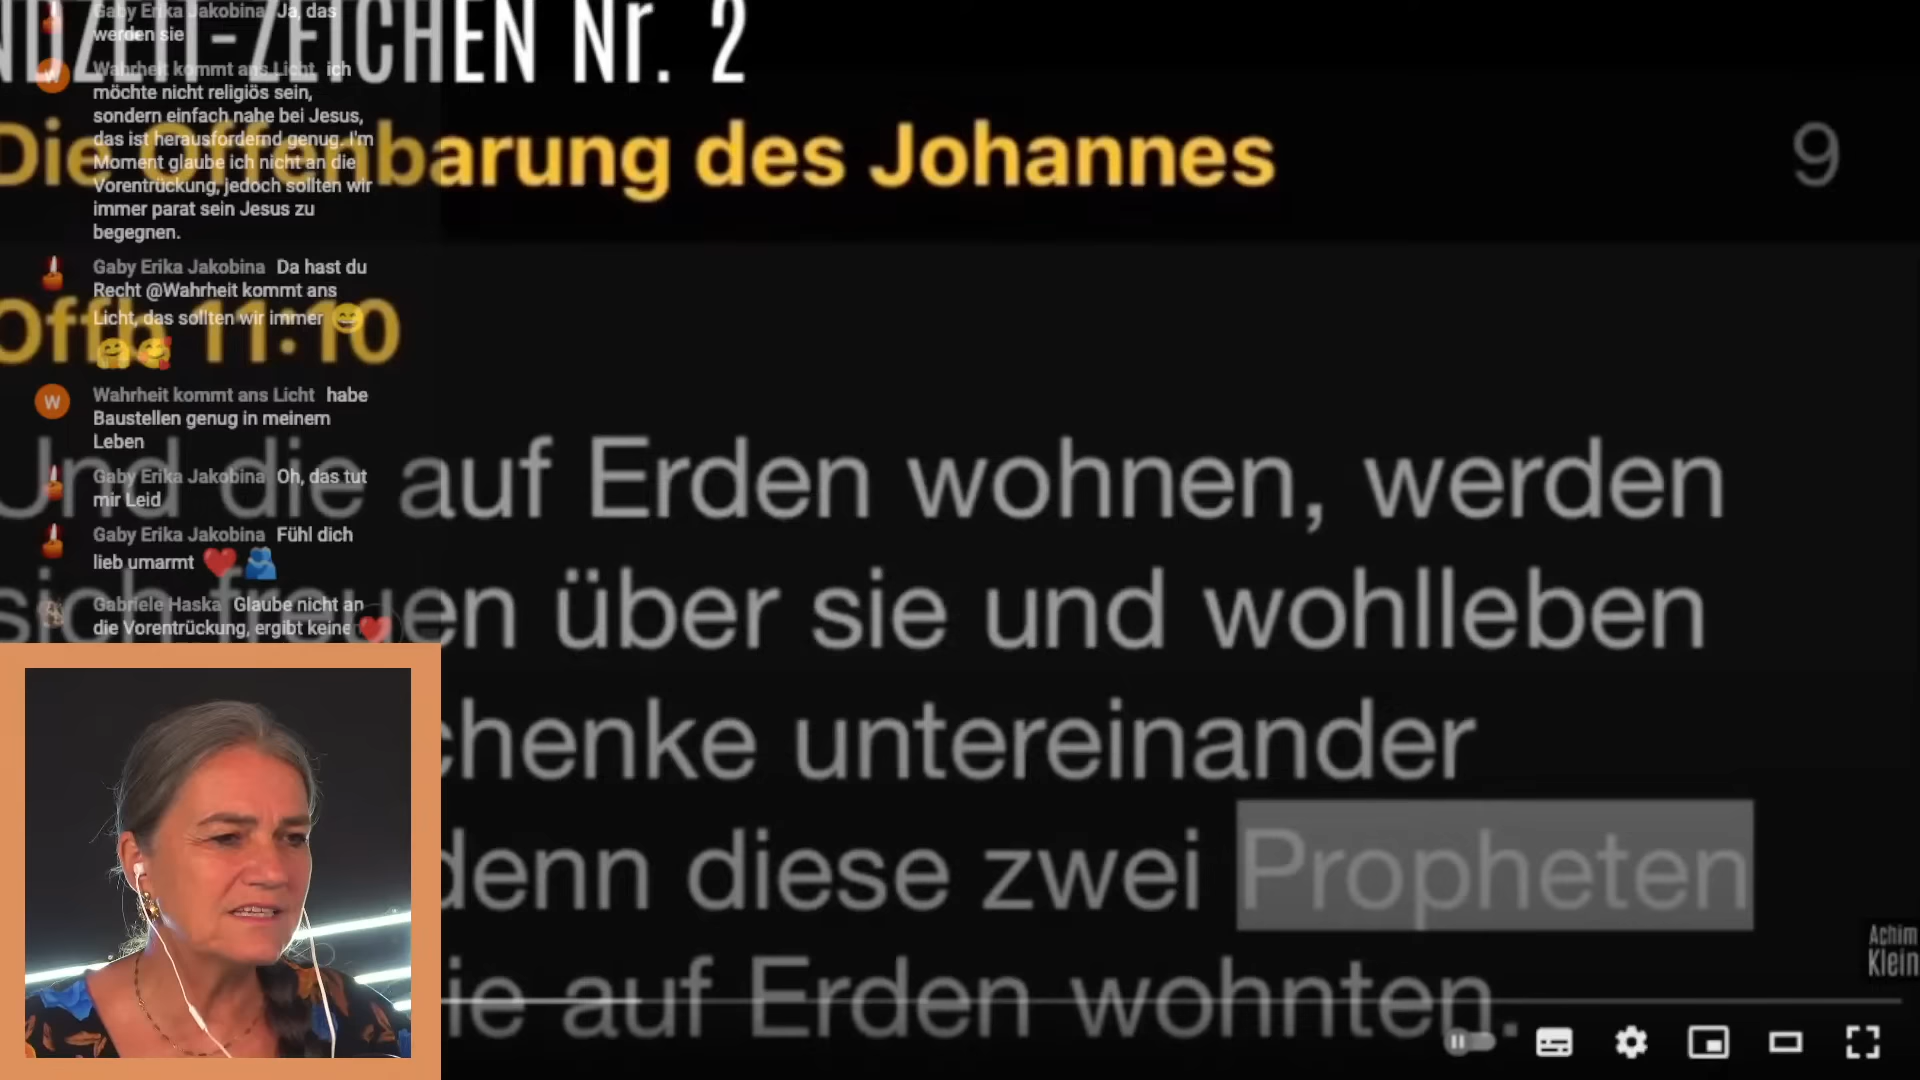 NDZEIT-ZEICHEN Nr. 2
Die Offenbarung des Johannes
9
Offb 11:10
Und die auf Erden wohnen, werden
sich freuen über sie und wohlleben
chenke untereinander
denn diese zwei Propheten
ie auf Erden wohnten.
Achim
Klein
Gaby Erika Jakobina Ja, das
werden sie
W
Wahrheit kommt ans Licht ich
möchte nicht religiös sein,
sondern einfach nahe bei Jesus,
das ist herausfordernd genug. I'm
Moment glaube ich nicht an die
Vorentrückung, jedoch sollten wir
immer parat sein Jesus zu
begegnen.
Gaby Erika Jakobina Da hast du
Recht @Wahrheit kommt ans
Licht, das sollten wir immer
W
Wahrheit kommt ans Licht habe
Baustellen genug in meinem
Leben
Gaby Erika Jakobina Oh, das tut
mir Leid
Gaby Erika Jakobina Fühl dich
lieb umarmt
Gabriele Haska Glaube nicht an
die Vorentrückung, ergibt keine